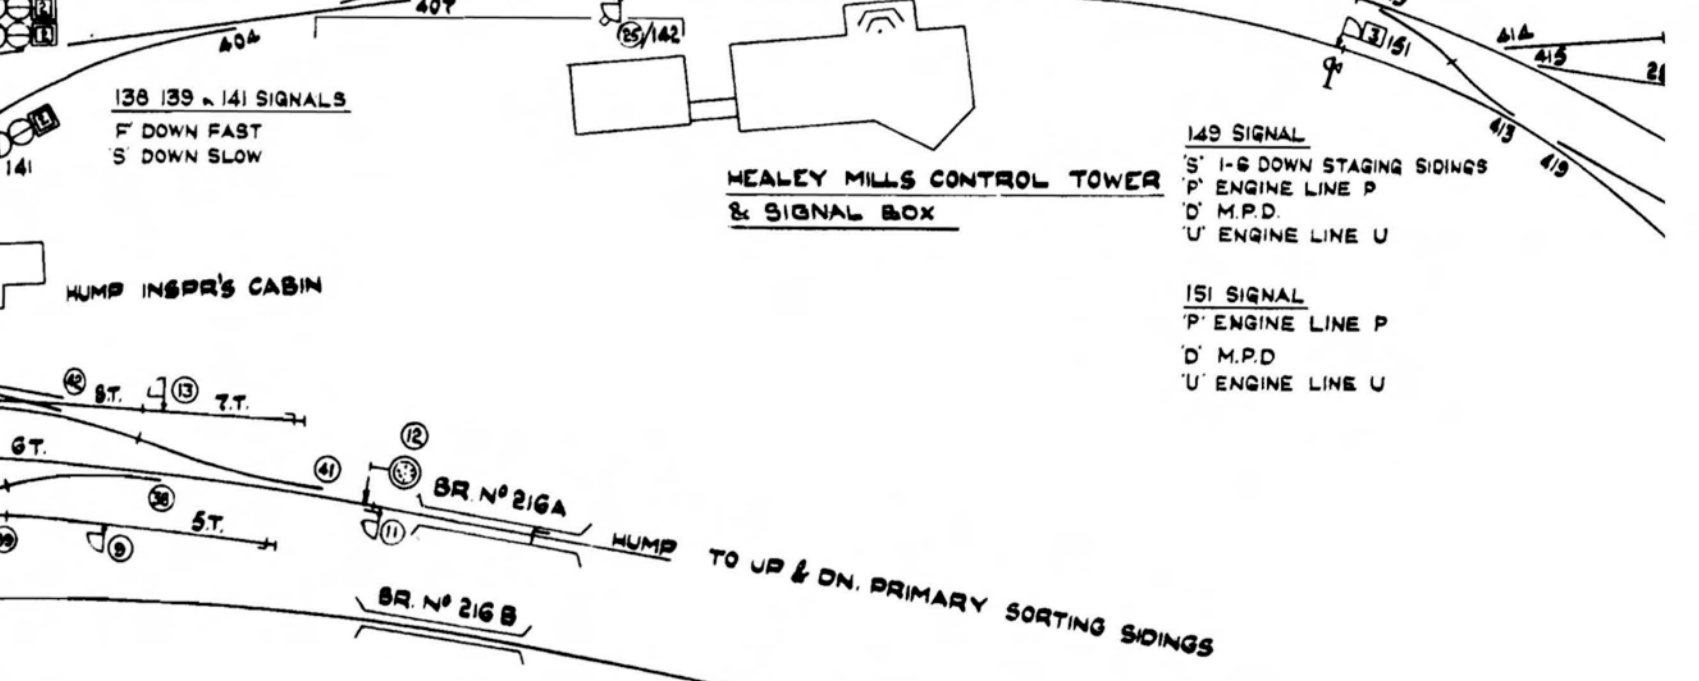 407
404
25/142
3 151
414
415
413
419
138 139 & 141 SIGNALS
'F' DOWN FAST
'S' DOWN SLOW
141
HEALEY MILLS CONTROL TOWER
& SIGNAL BOX
149 SIGNAL
'S' 1-6 DOWN STAGING SIDINGS
'P' ENGINE LINE P
'D' M.P.D.
'U' ENGINE LINE U
HUMP INSPR'S CABIN
151 SIGNAL
'P' ENGINE LINE P
'D' M.P.D
'U' ENGINE LINE U
42
8.T.
13
7.T.
6T.
12
41
BR. Nº 216A
38
5.T.
9
11
HUMP TO UP & DN. PRIMARY SORTING SIDINGS
BR. Nº 216B